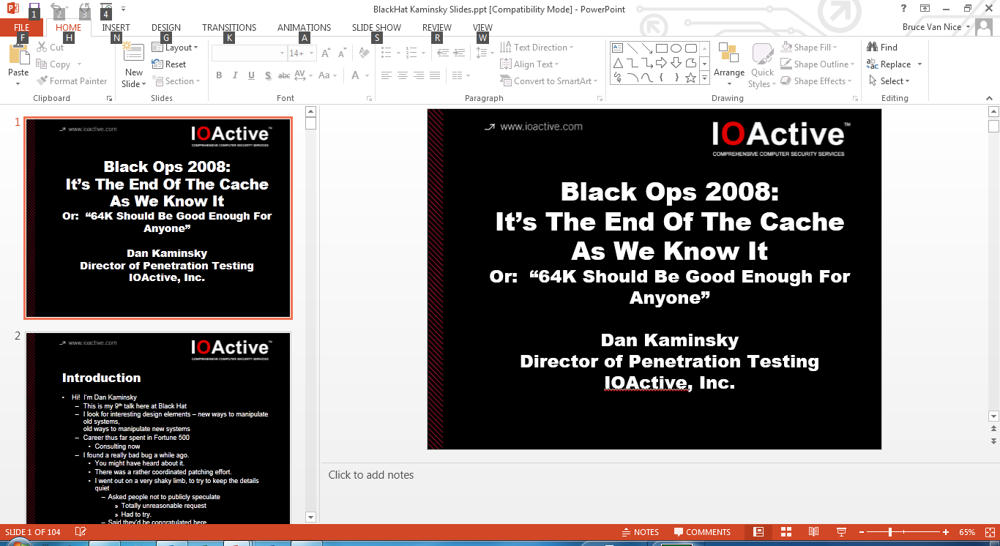 BlackHat Kaminsky Slides.ppt [Compatibility Mode] - PowerPoint
1 2 3 4
?
FILE HOME INSERT DESIGN TRANSITIONS ANIMATIONS SLIDE SHOW REVIEW VIEW
Bruce Van Nice
F H N G K A S R W
Paste
Cut
Copy
Format Painter
Clipboard
New
Slide
Layout
Reset
Section
Slides
14+
B I U S abc AV Aa A
Font
Text Direction
Align Text
Convert to SmartArt
Paragraph
Arrange
Quick
Styles
Shape Fill
Shape Outline
Shape Effects
Drawing
Find
Replace
Select
Editing
1
www.ioactive.com
IOActive™
COMPREHENSIVE COMPUTER SECURITY SERVICES
Black Ops 2008:
It’s The End Of The Cache
As We Know It
Or: “64K Should Be Good Enough For
Anyone”
Dan Kaminsky
Director of Penetration Testing
IOActive, Inc.
2
www.ioactive.com
IOActive™
COMPREHENSIVE COMPUTER SECURITY SERVICES
Introduction
• Hi! I'm Dan Kaminsky
– This is my 9th talk here at Black Hat
– I look for interesting design elements – new ways to manipulate
old systems,
old ways to manipulate new systems
– Career thus far spent in Fortune 500
• Consulting now
– I found a really bad bug a while ago.
• You might have heard about it.
• There was a rather coordinated patching effort.
• I went out on a very shaky limb, to try to keep the details
quiet
– Asked people not to publicly speculate
» Totally unreasonable request
» Had to try.
– Said they'd be congratulated here
www.ioactive.com
IOActive™
COMPREHENSIVE COMPUTER SECURITY SERVICES
Black Ops 2008:
It’s The End Of The Cache
As We Know It
Or: “64K Should Be Good Enough For
Anyone”
Dan Kaminsky
Director of Penetration Testing
IOActive, Inc.
Click to add notes
SLIDE 1 OF 104
NOTES
COMMENTS
65%